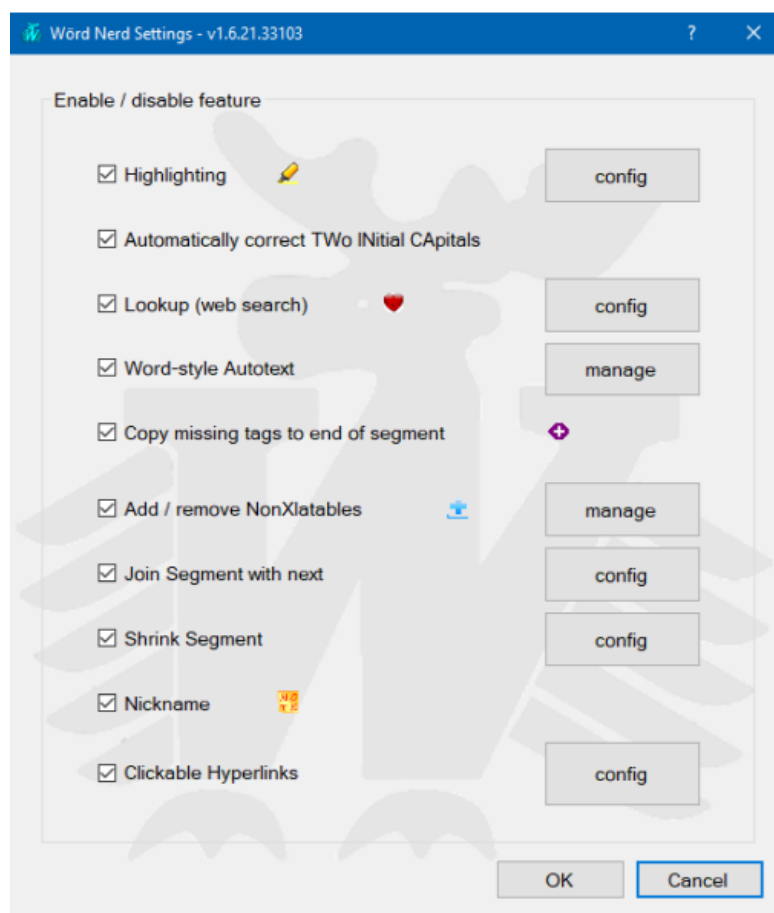 Wörd Nerd Settings - v1.6.21.33103 ?
Enable / disable feature
Highlighting config
Automatically correct TWo INitial CApitals
Lookup (web search) config
Word-style Autotext manage
Copy missing tags to end of segment
Add / remove NonXlatables manage
Join Segment with next config
Shrink Segment config
Nickname
Clickable Hyperlinks config
OK Cancel